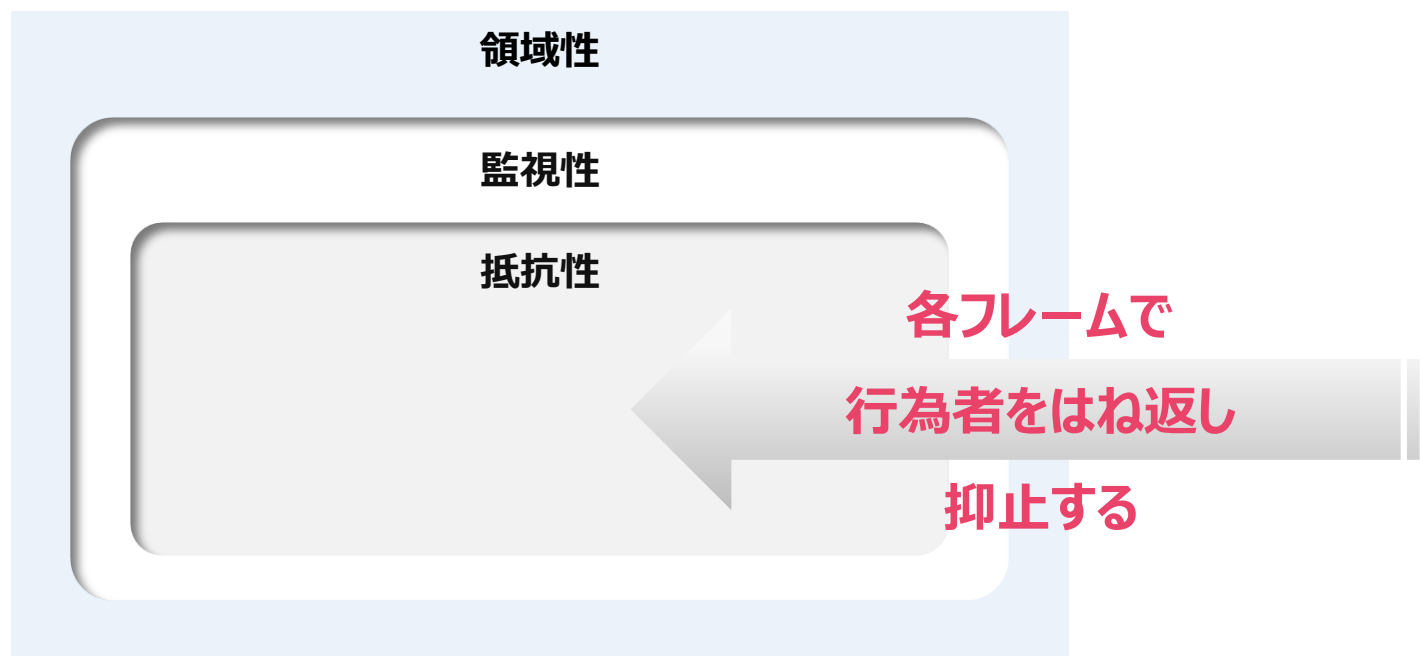 領域性
監視性
抵抗性
各フレームで
行為者をはね返し
抑止する